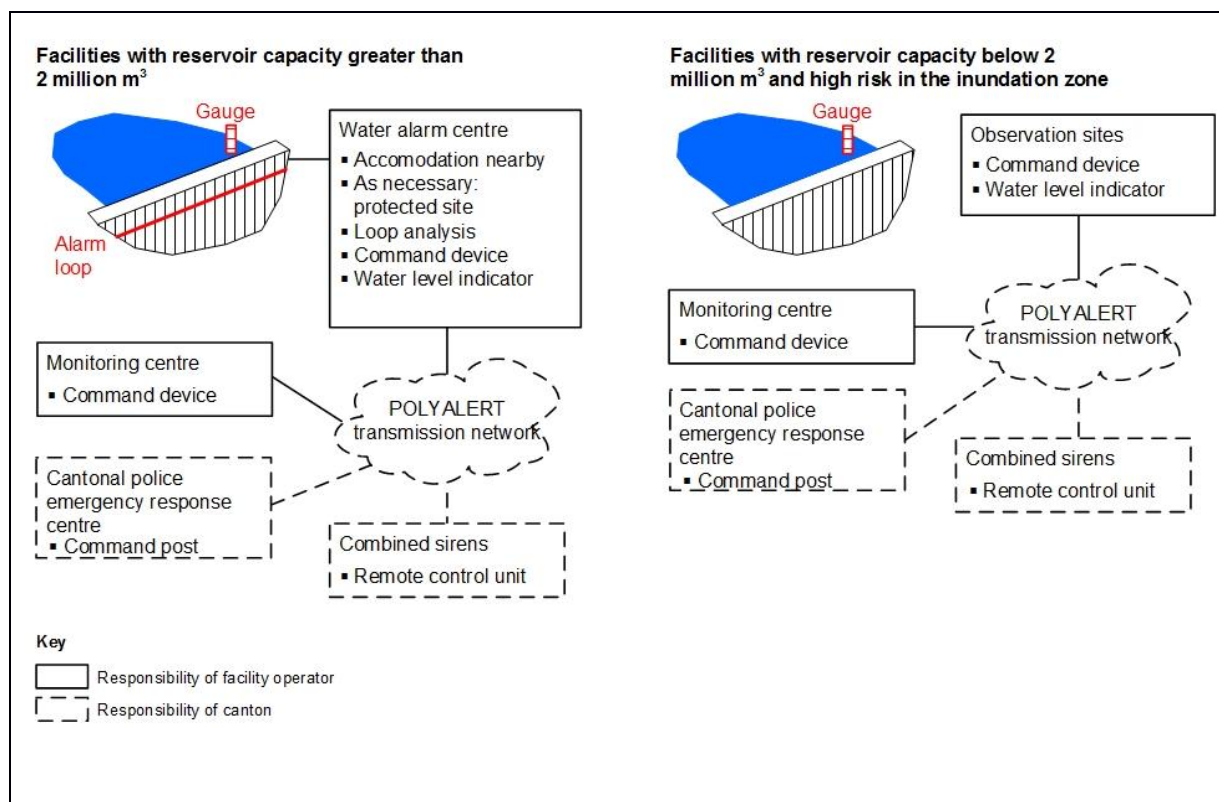 Facilities with reservoir capacity greater than
2 million m³
Gauge
Alarm
loop
Water alarm centre
▪ Accomodation nearby
▪ As necessary:
protected site
▪ Loop analysis
▪ Command device
▪ Water level indicator
Monitoring centre
▪ Command device
POLYALERT
transmission network
Cantonal police
emergency response
centre
▪ Command post
Combined sirens
▪ Remote control unit
Key
Responsibility of facility operator
Responsibility of canton
Facilities with reservoir capacity below 2
million m³ and high risk in the inundation zone
Gauge
Observation sites
▪ Command device
▪ Water level indicator
Monitoring centre
▪ Command device
POLYALERT
transmission network
Cantonal police
emergency response
centre
▪ Command post
Combined sirens
▪ Remote control unit